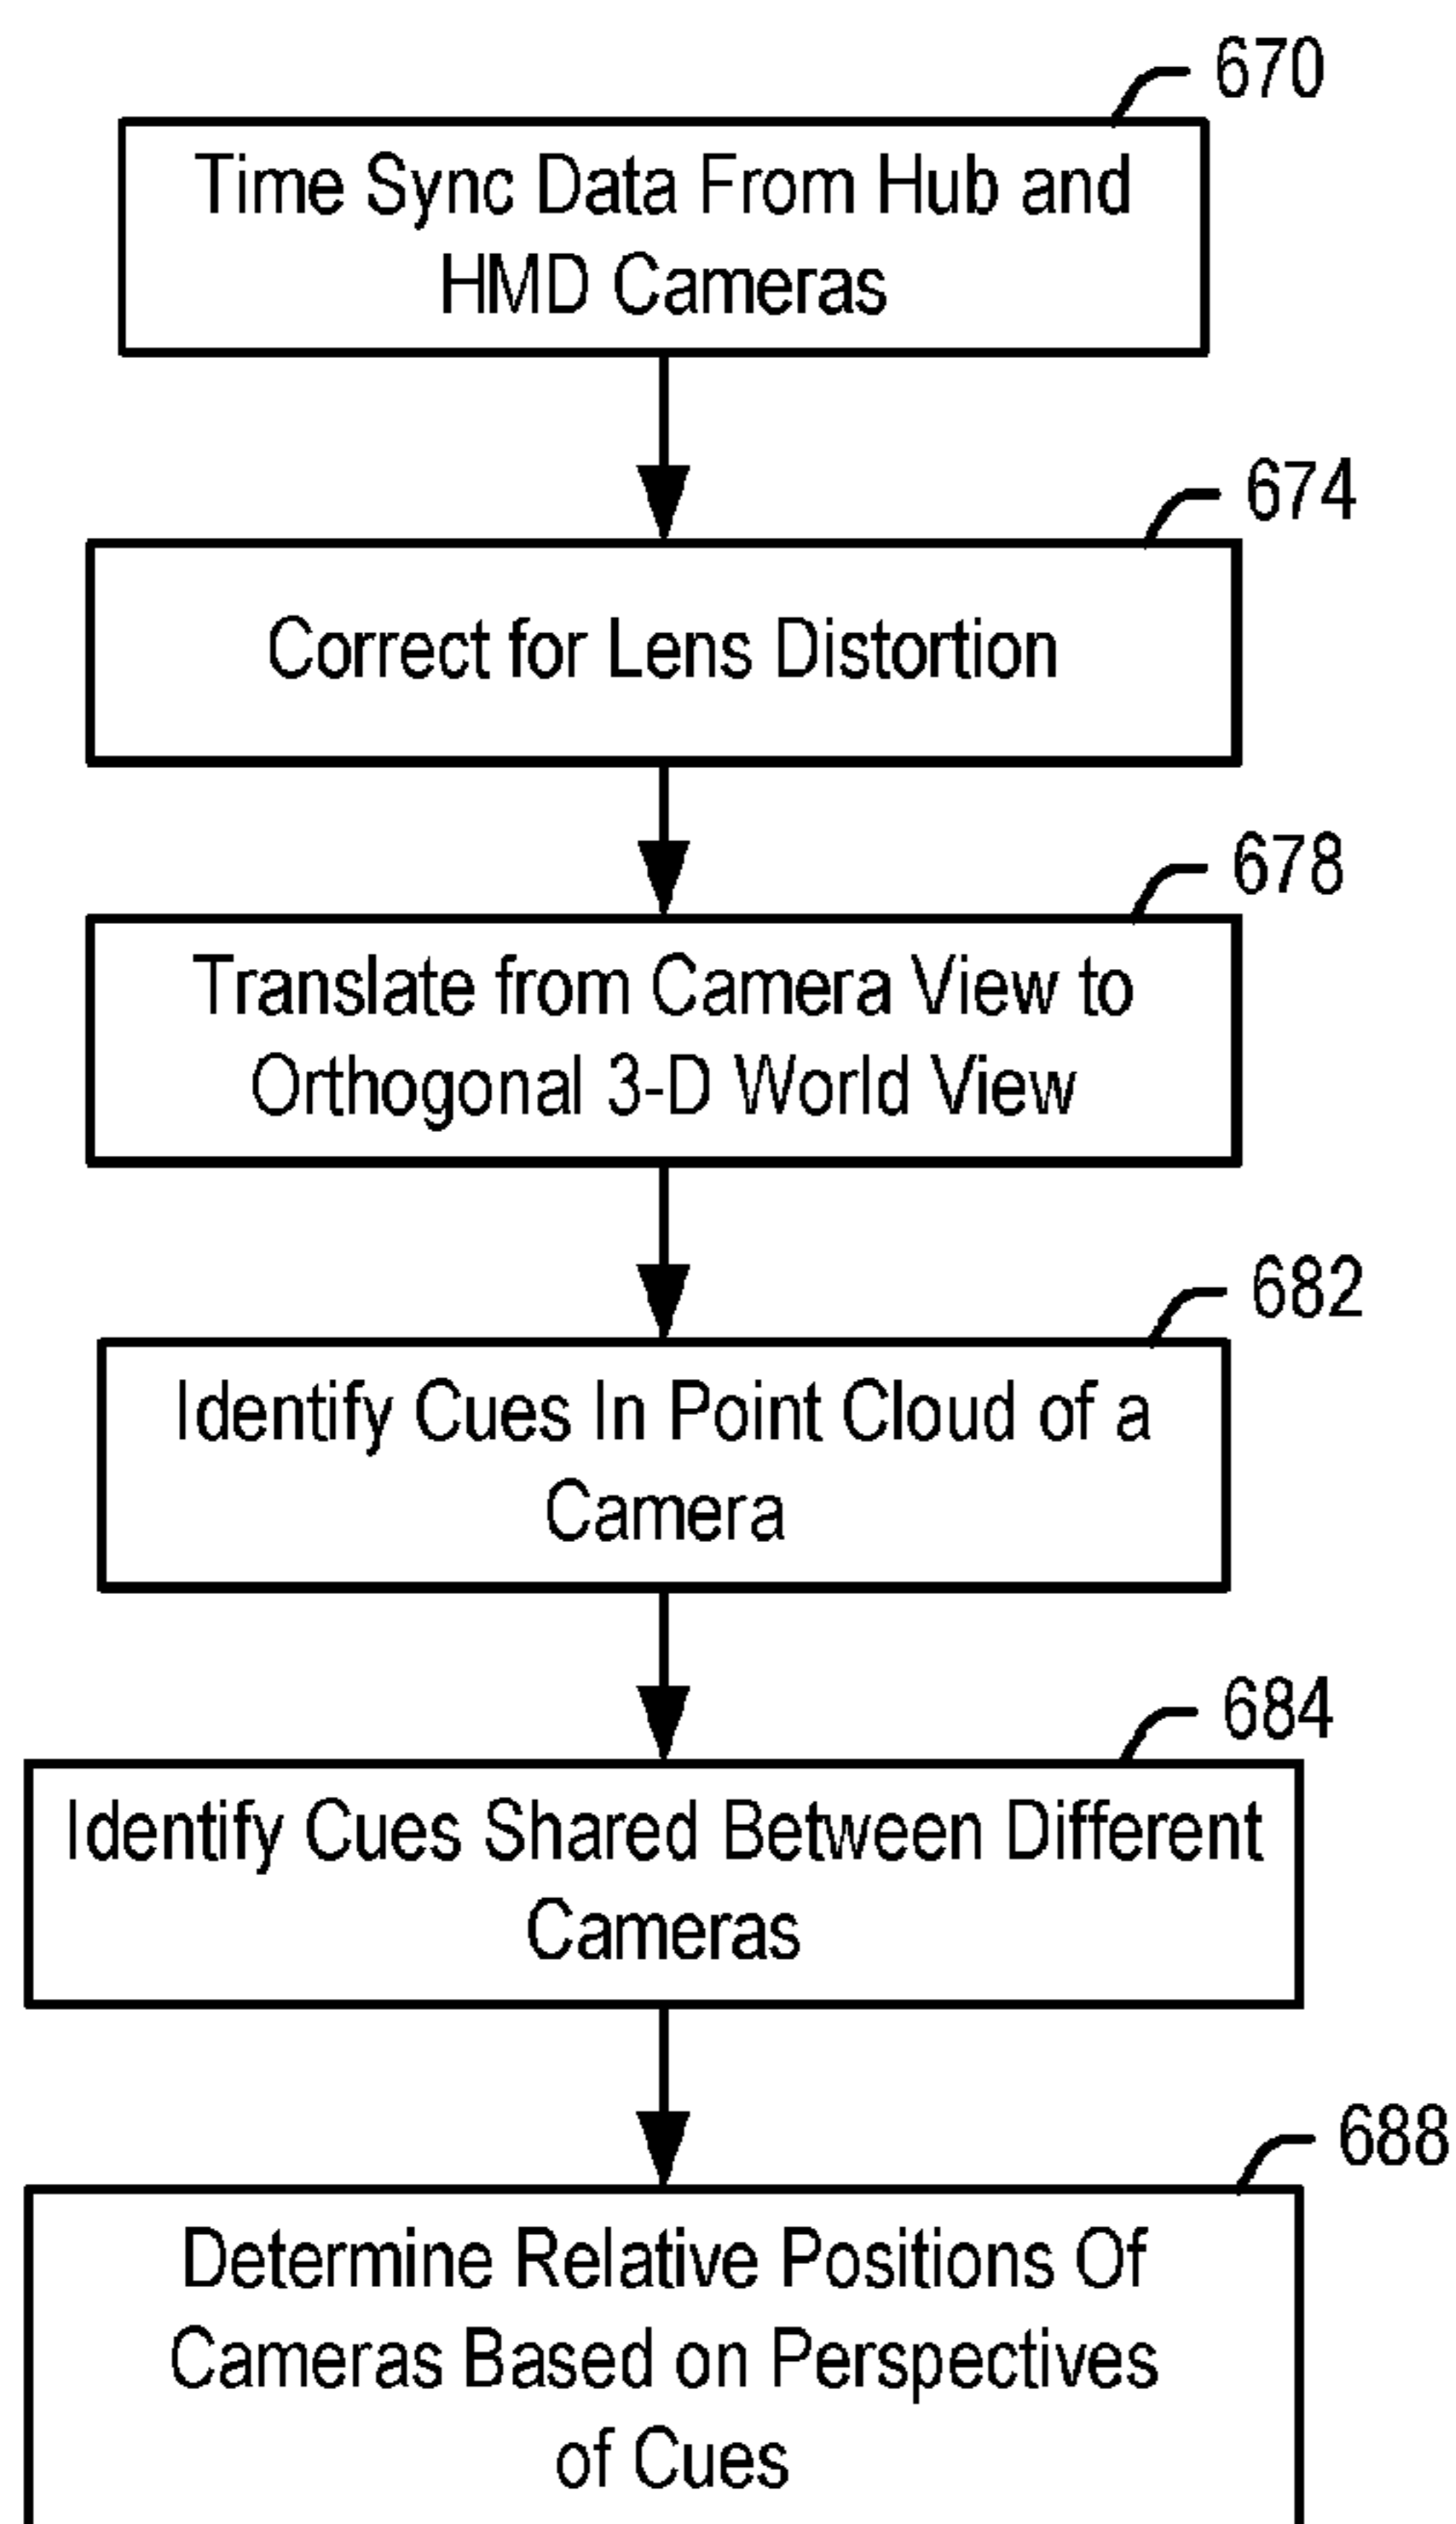 670
Time Sync Data From Hub and
HMD Cameras
674
Correct for Lens Distortion
678
Translate from Camera View to
Orthogonal 3-D World View
682
Identify Cues In Point Cloud of a
Camera
684
Identify Cues Shared Between Different
Cameras
688
Determine Relative Positions Of
Cameras Based on Perspectives
of Cues